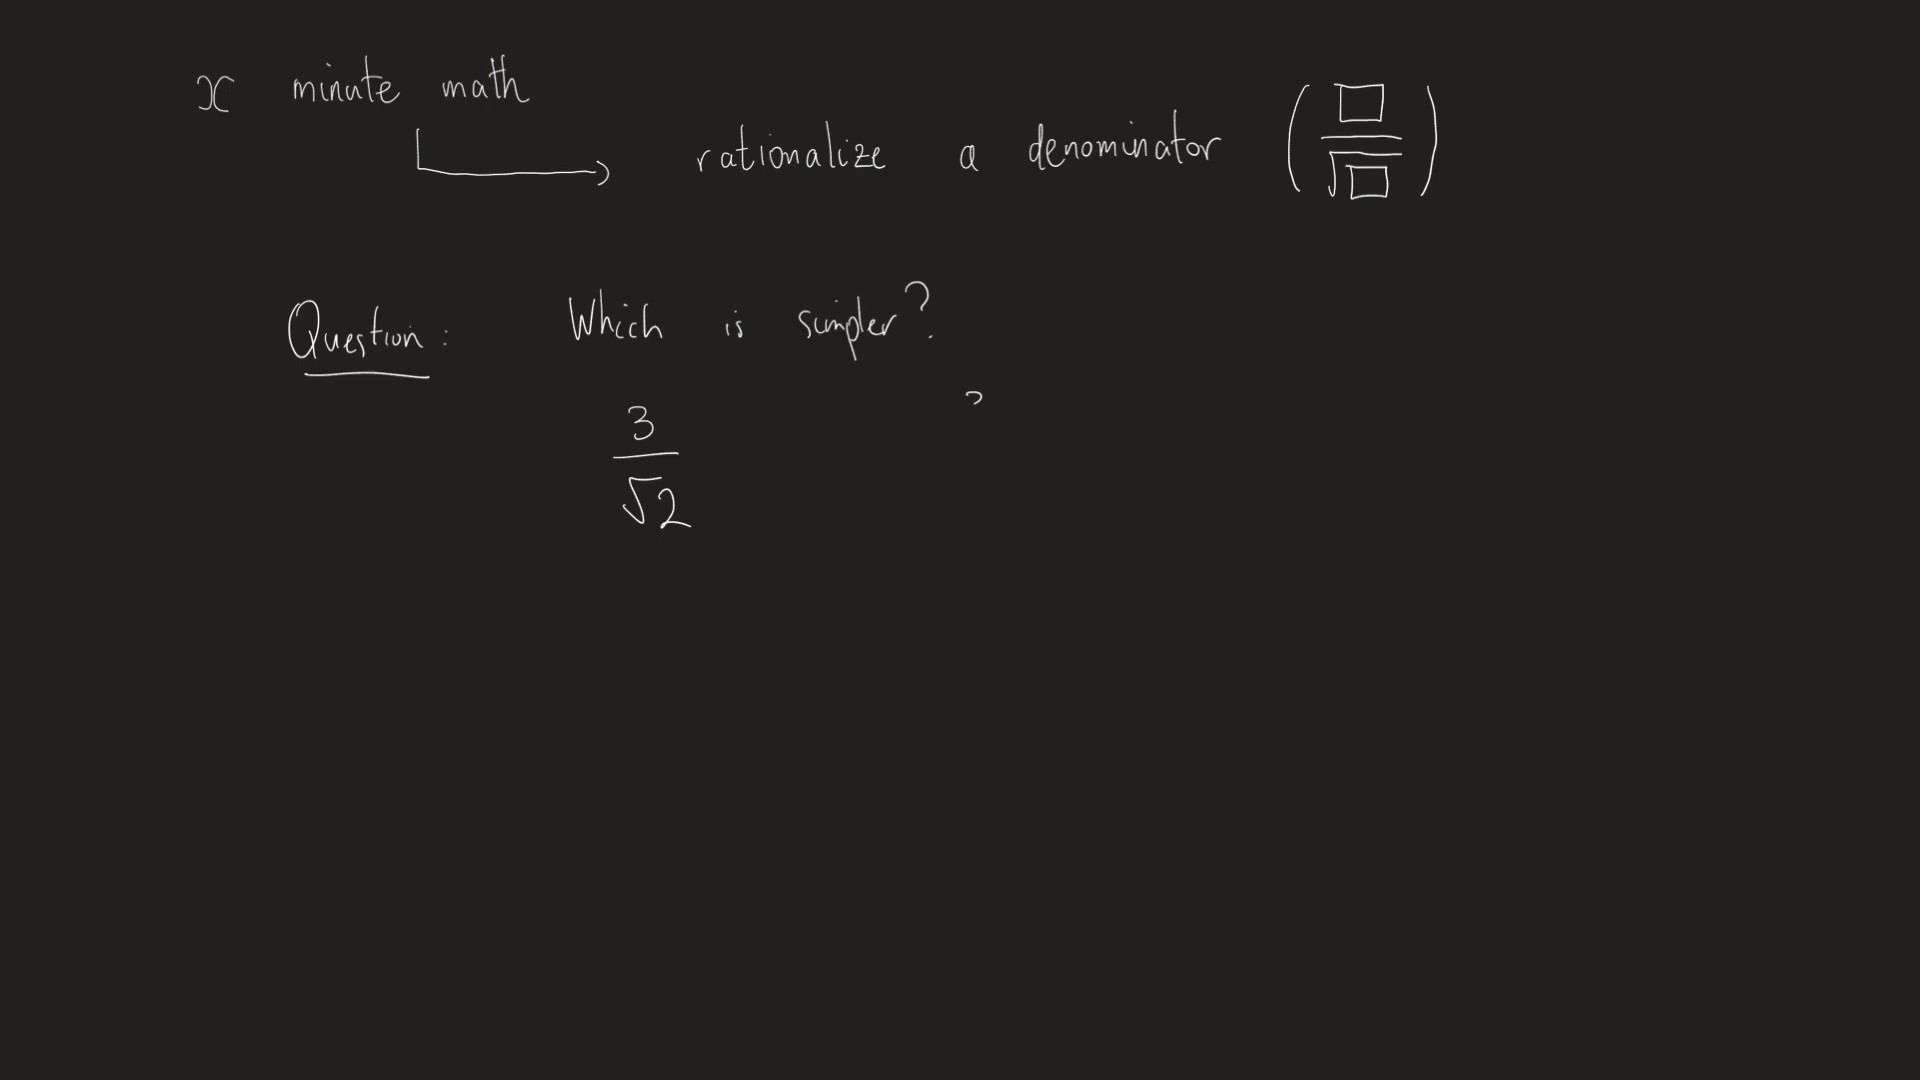 x minute math
rationalize a denominator (□/√□)
Question: Which is simpler?
3/√2